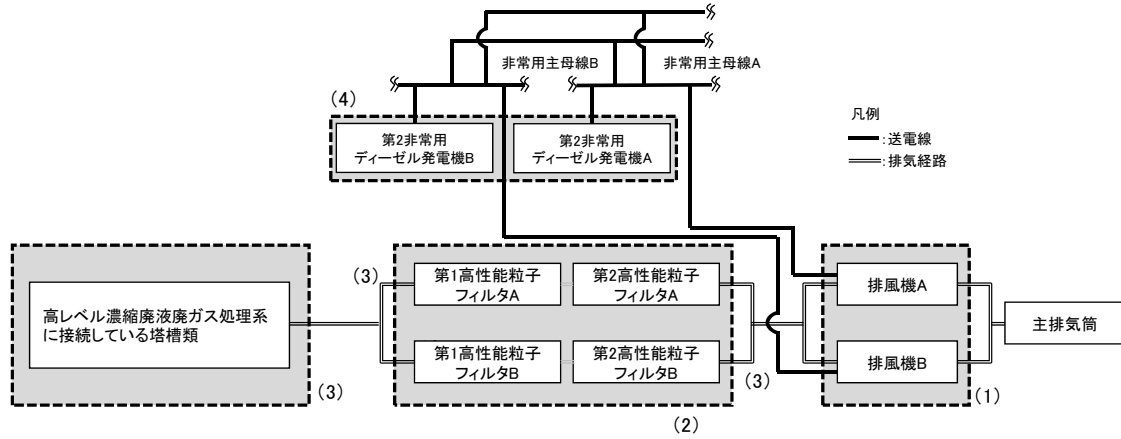 非常用主母線B
非常用主母線A
(4)
第2非常用
ディーゼル発電機B
第2非常用
ディーゼル発電機A
凡例
:送電線
:排気経路
高レベル濃縮廃液廃ガス処理系
に接続している塔槽類
(3)
(3)
第1高性能粒子
フィルタA
第2高性能粒子
フィルタA
第1高性能粒子
フィルタB
第2高性能粒子
フィルタB
(3)
(2)
排風機A
排風機B
(1)
主排気筒